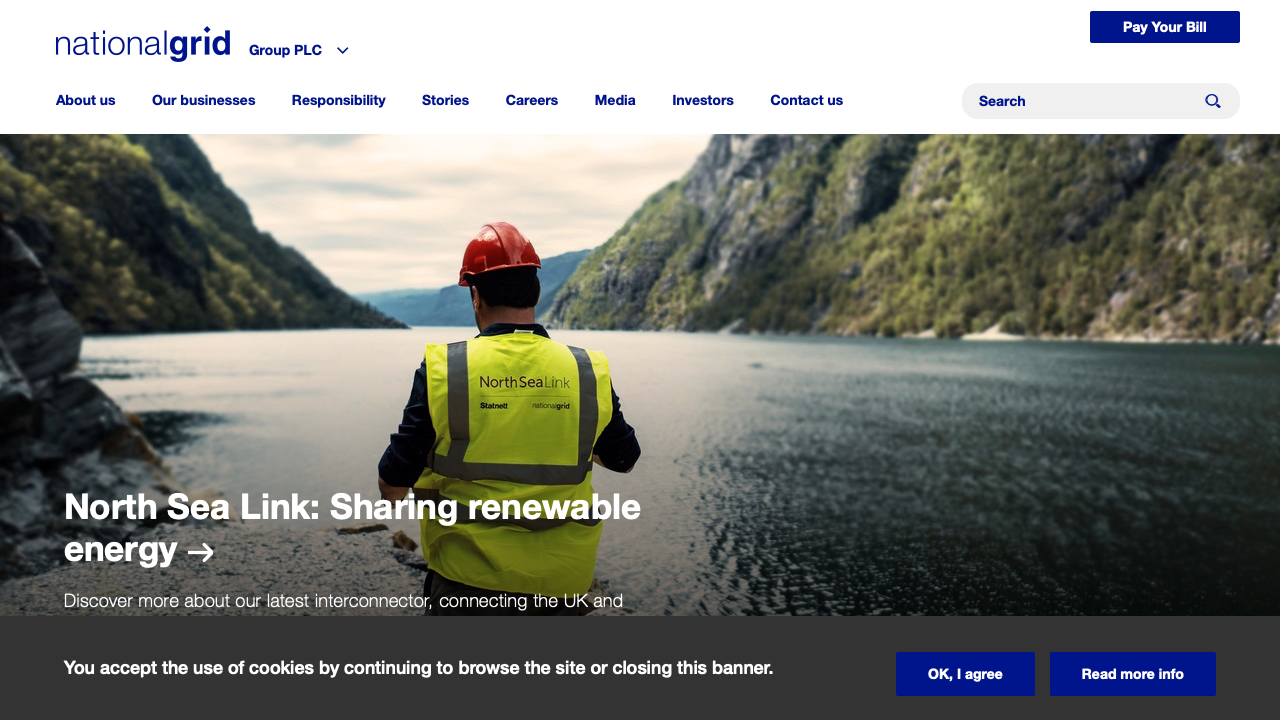 Pay Your Bill
nationalgrid
Group PLC
About us
Our businesses
Responsibility
Stories
Careers
Media
Investors
Contact us
Search
NorthSeaLink
Statnett
nationalgrid
North Sea Link: Sharing renewable
energy →
Discover more about our latest interconnector, connecting the UK and
You accept the use of cookies by continuing to browse the site or closing this banner.
OK, I agree
Read more info